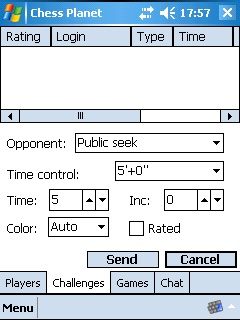 Chess Planet 17:57
Rating Login Type Time
Opponent: Public seek
Time control: 5'+0"
Time: 5 Inc: 0
Color: Auto Rated
Send Cancel
Players Challenges Games Chat
Menu